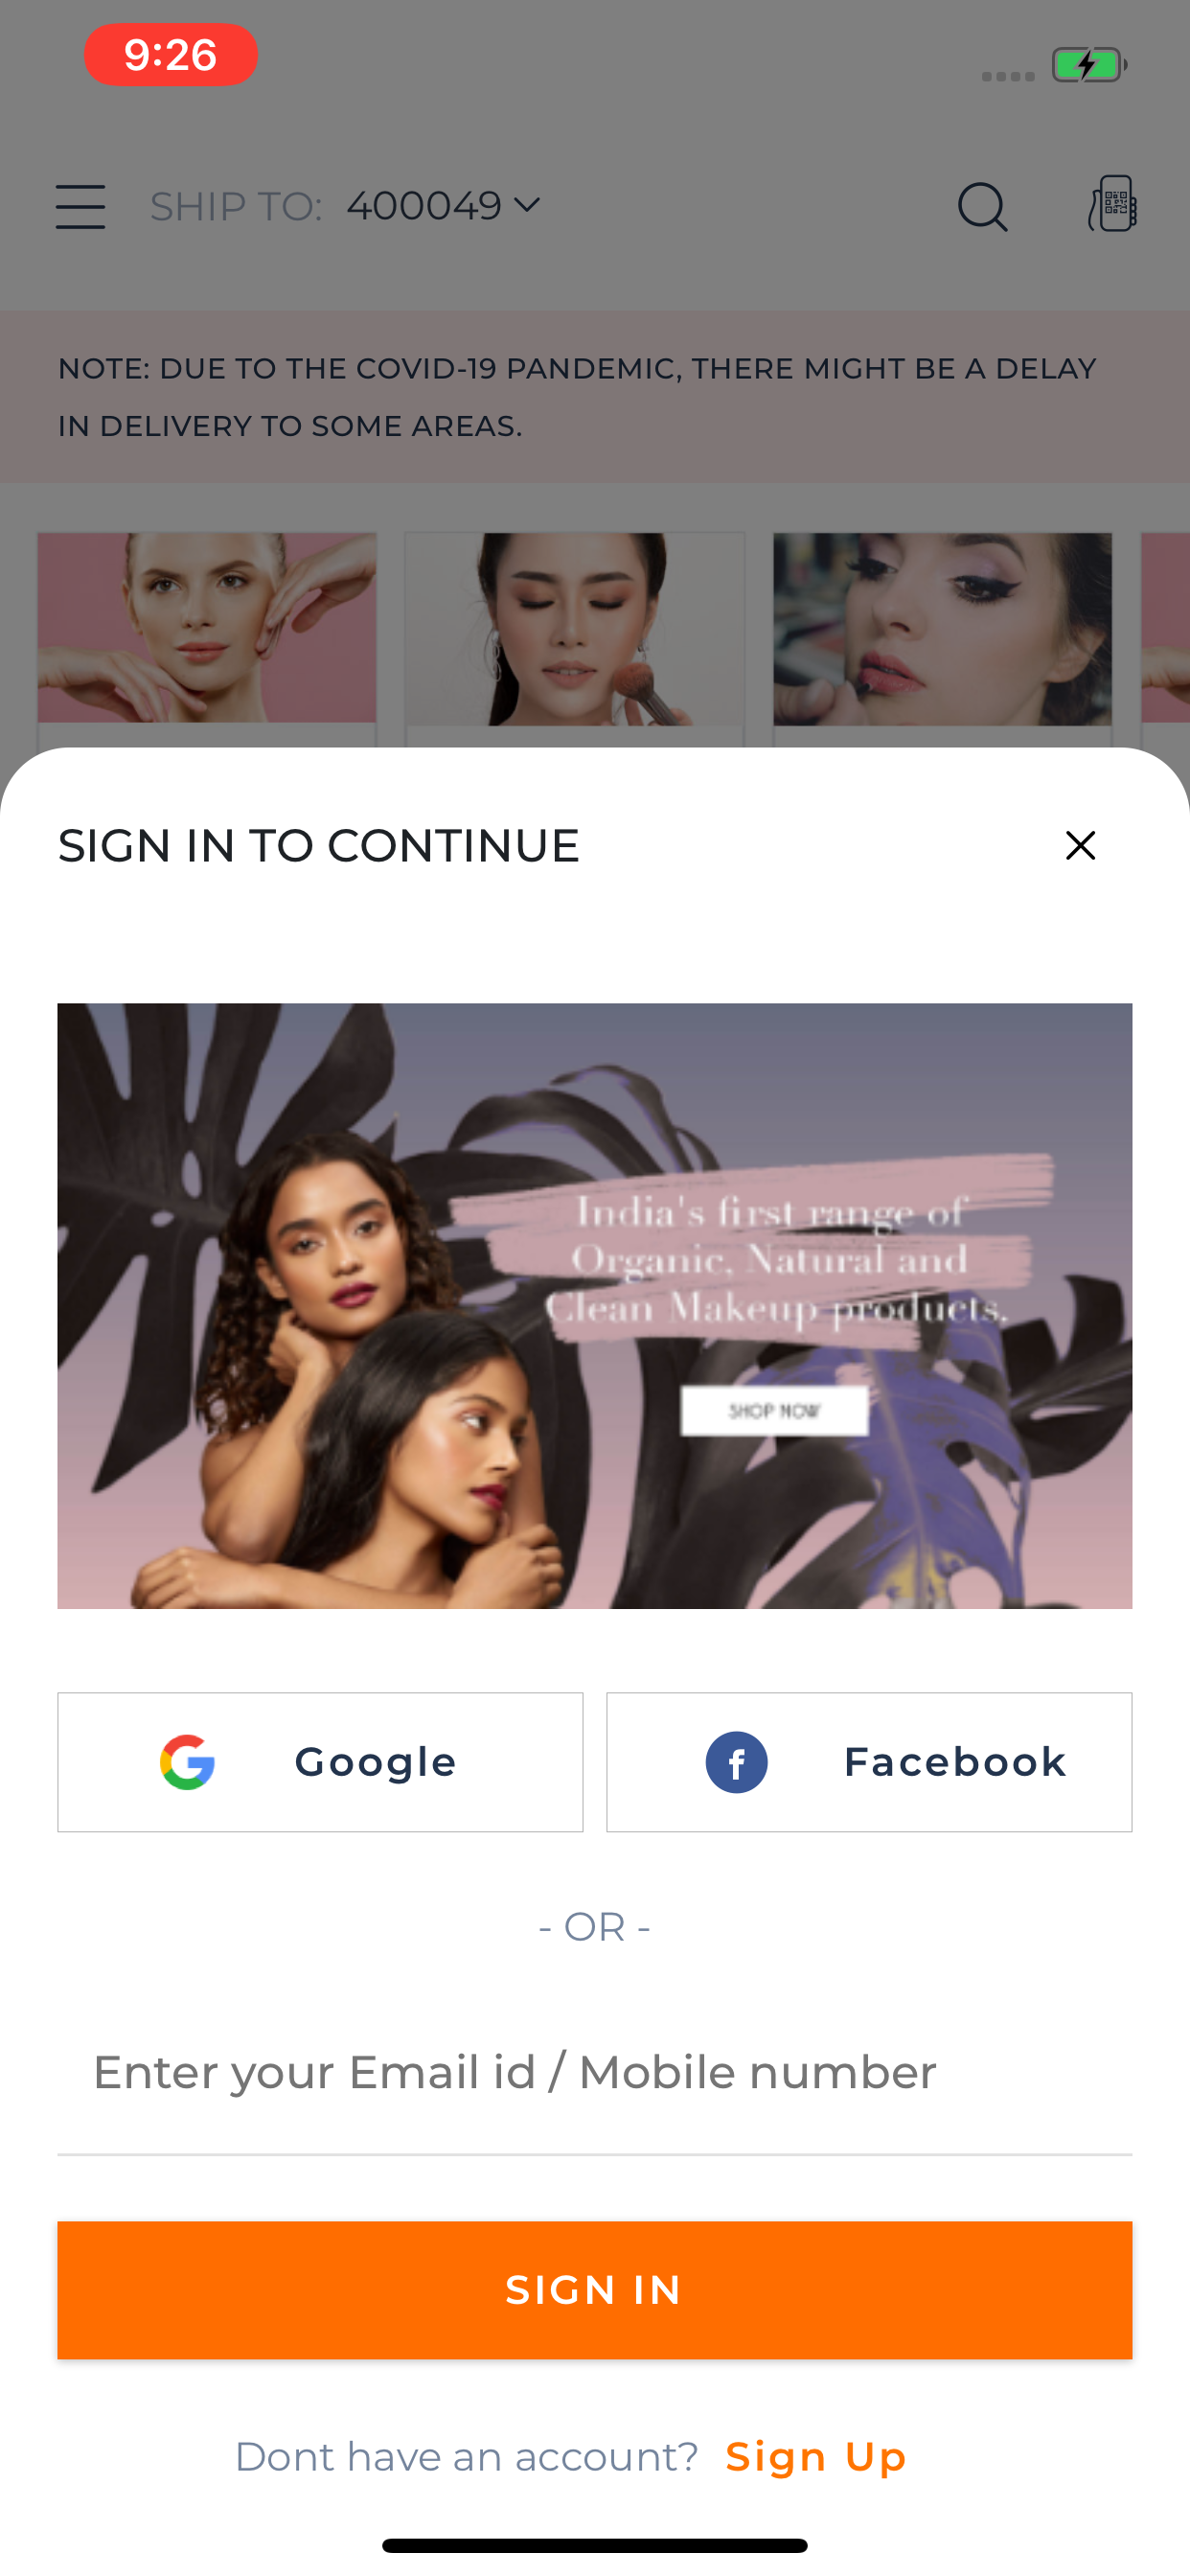 9:26
SHIP TO: 400049
NOTE: DUE TO THE COVID-19 PANDEMIC, THERE MIGHT BE A DELAY
IN DELIVERY TO SOME AREAS.
SIGN IN TO CONTINUE
India's first range of
Organic, Natural and
Clean Makeup products.
SHOP NOW
Google
Facebook
- OR -
Enter your Email id / Mobile number
SIGN IN
Dont have an account? Sign Up